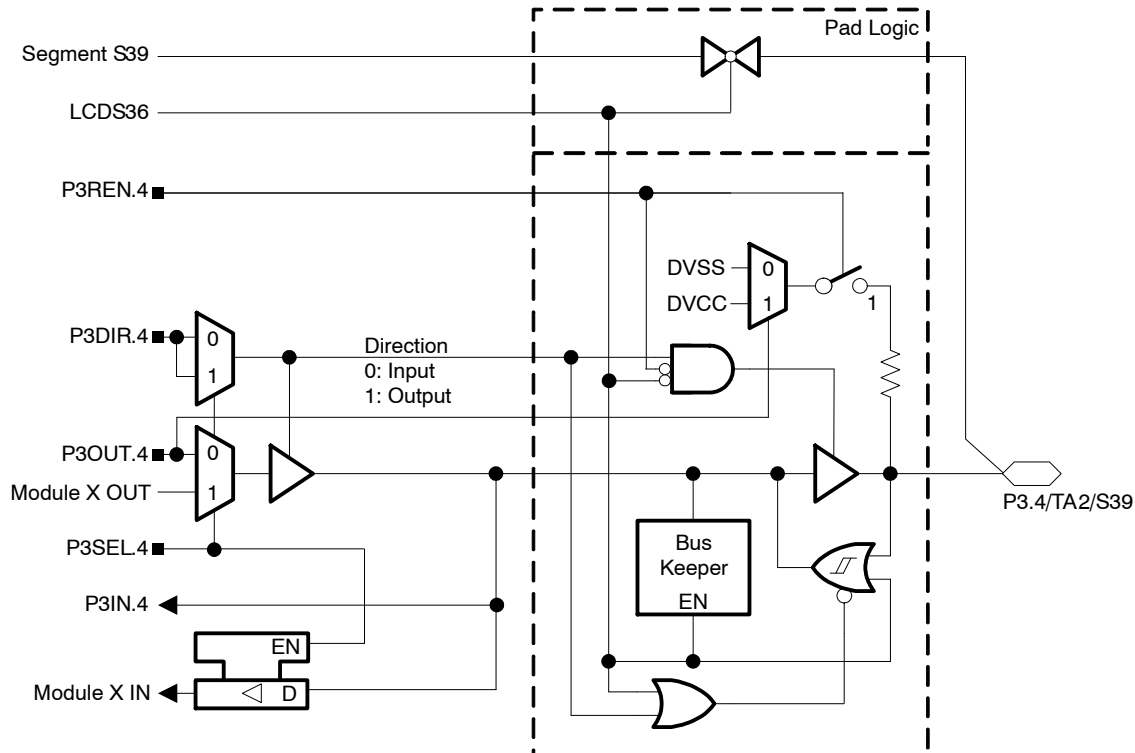 Pad Logic
Segment S39
LCDS36
P3REN.4
DVSS
0
DVCC
1
1
P3DIR.4
0
1
Direction
0: Input
1: Output
P3OUT.4
0
Module X OUT
1
P3.4/TA2/S39
P3SEL.4
Bus
Keeper
EN
P3IN.4
EN
Module X IN
D